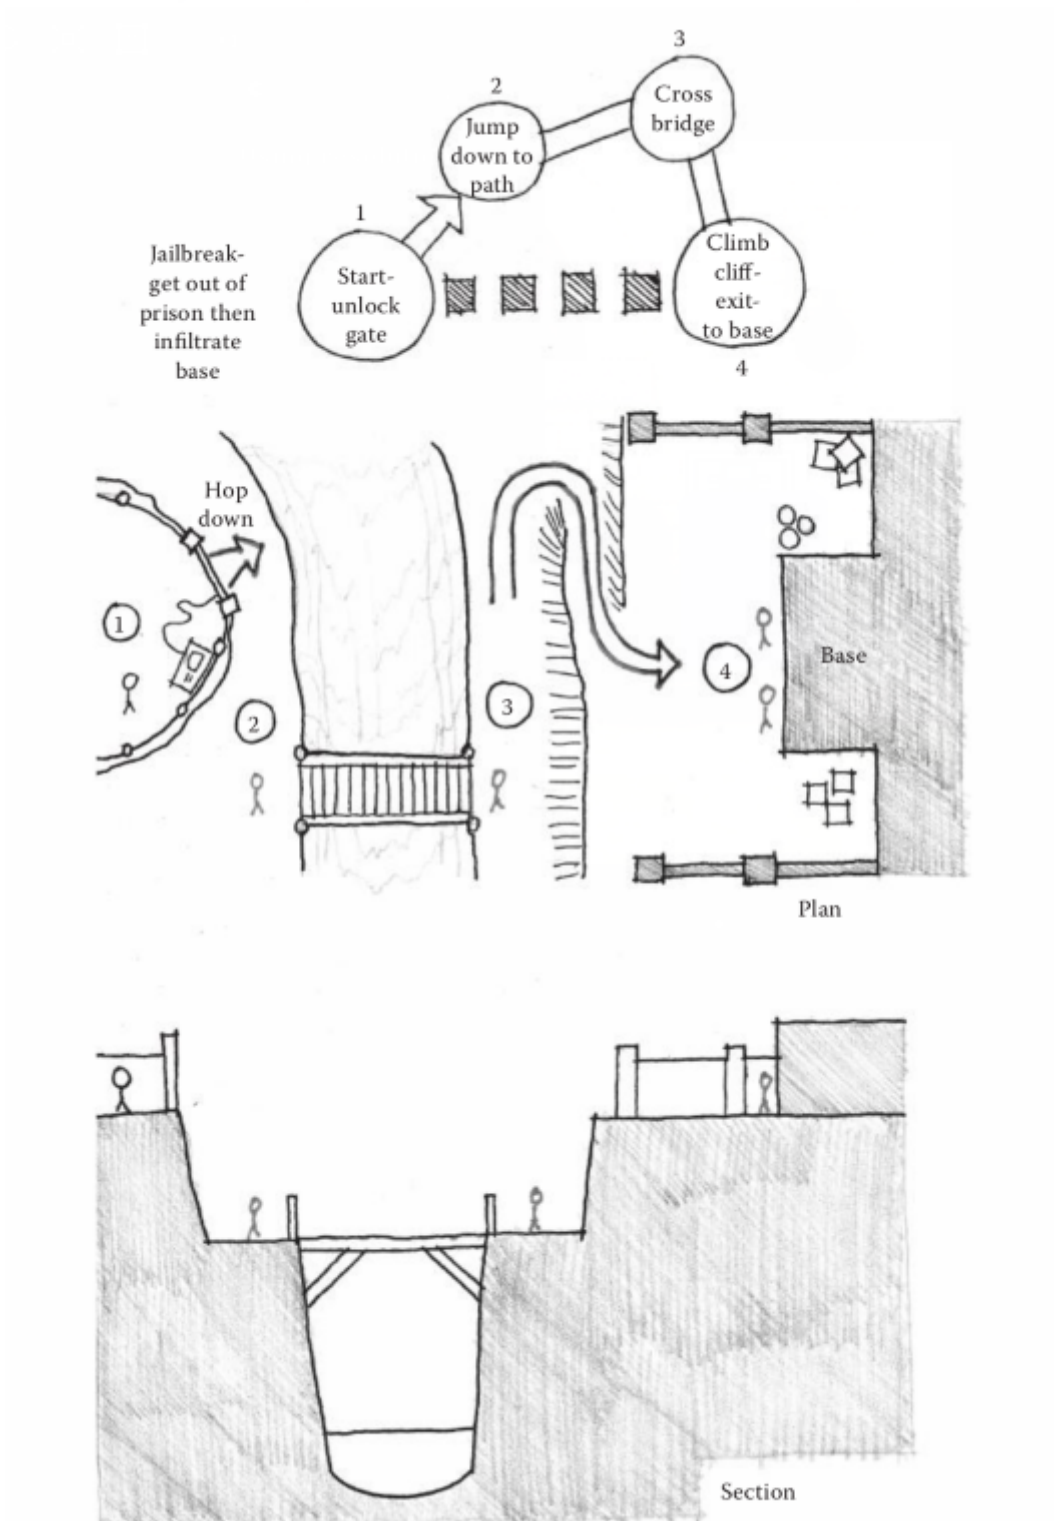 3
Cross
bridge
2
Jump
down to
path
1
Start-
unlock
gate
Jailbreak-
get out of
prison then
infiltrate
base
Climb
cliff-
exit-
to base
4
Hop
down
1
2
3
4
Base
Plan
Section